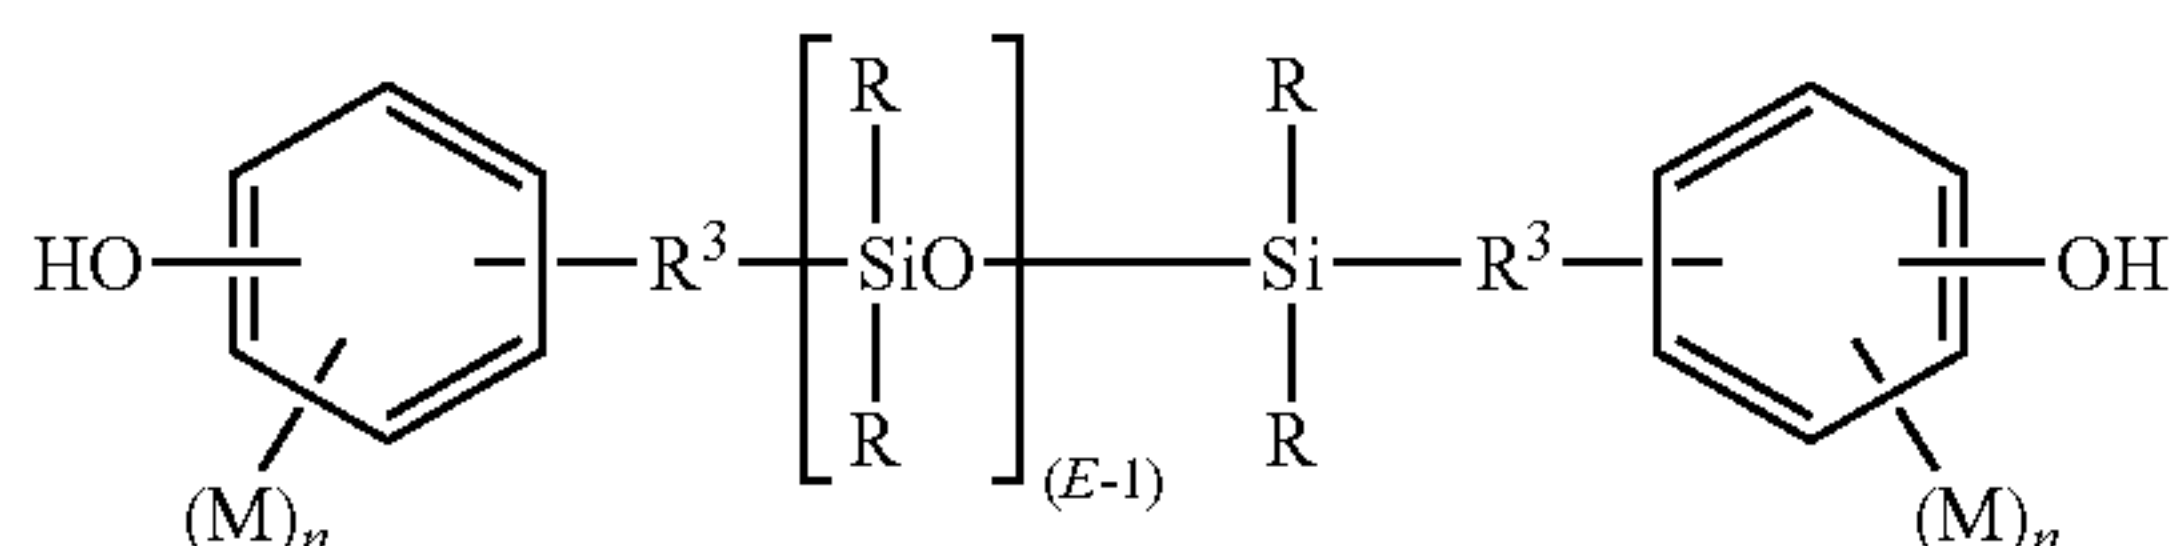 R R
HO R³ SiO Si R³ OH
R R
(E-1)
(M)n (M)n